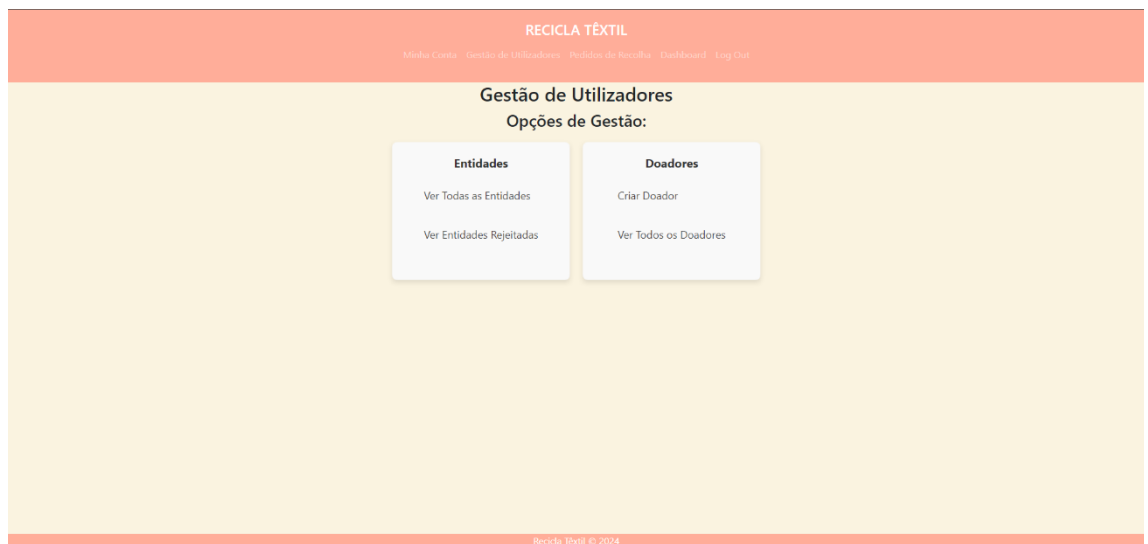 RECICLA TÊXTIL
Minha Conta Gestão de Utilizadores Pedidos de Recolha Dashboard Log Out
Gestão de Utilizadores
Opções de Gestão:
Entidades
Ver Todas as Entidades
Ver Entidades Rejeitadas
Doadores
Criar Doador
Ver Todos os Doadores
Recicla Têxtil © 2024